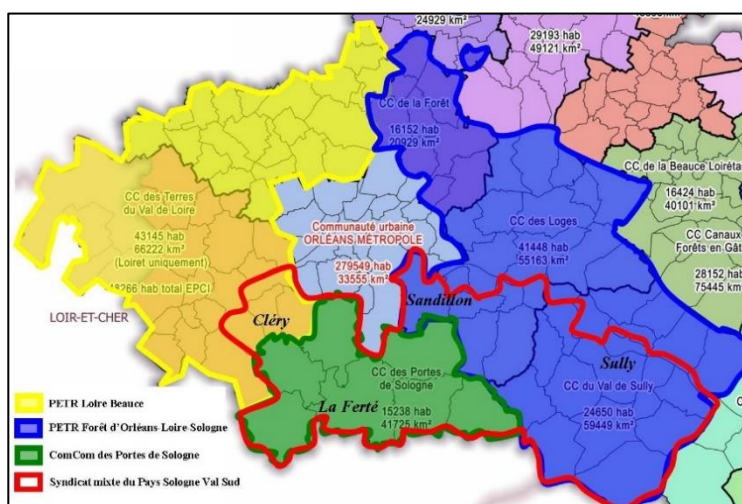 24929 hab
29193 hab
49121 km²
CC de la Forêt
16152 hab
20929 km²
CC de la Beauce Loirétai
16424 hab
40101 km²
CC des Terres
du Val de Loire
43145 hab
66222 km²
(Loiret uniquement)
48266 hab total EPCI
Communauté urbaine
ORLÉANS MÉTROPOLE
279549 hab
33555 km²
CC des Loges
41448 hab
55163 km²
CC Canaux
Forêts en Gât
28152 hab
75445 km²
LOIR-ET-CHER
Cléry
Sandillon
Sully
CC des Portes
de Sologne
La Ferté
15238 hab
41725 km²
CC du Val de Sully
24650 hab
59449 km²
PETR Loire Beauce
PETR Forêt d'Orléans-Loire-Sologne
ComCom des Portes de Sologne
Syndicat mixte du Pays Sologne Val Sud